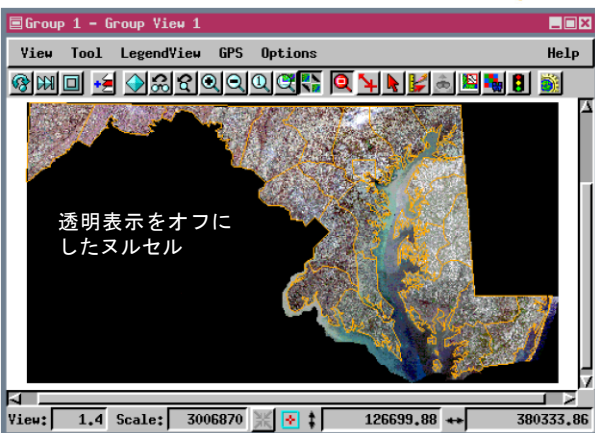 Group 1 - Group View 1
View Tool LegendView GPS Options Help
透明表示をオフに
したヌルセル
View: 1.4 Scale: 3006870 126699.88 380333.86